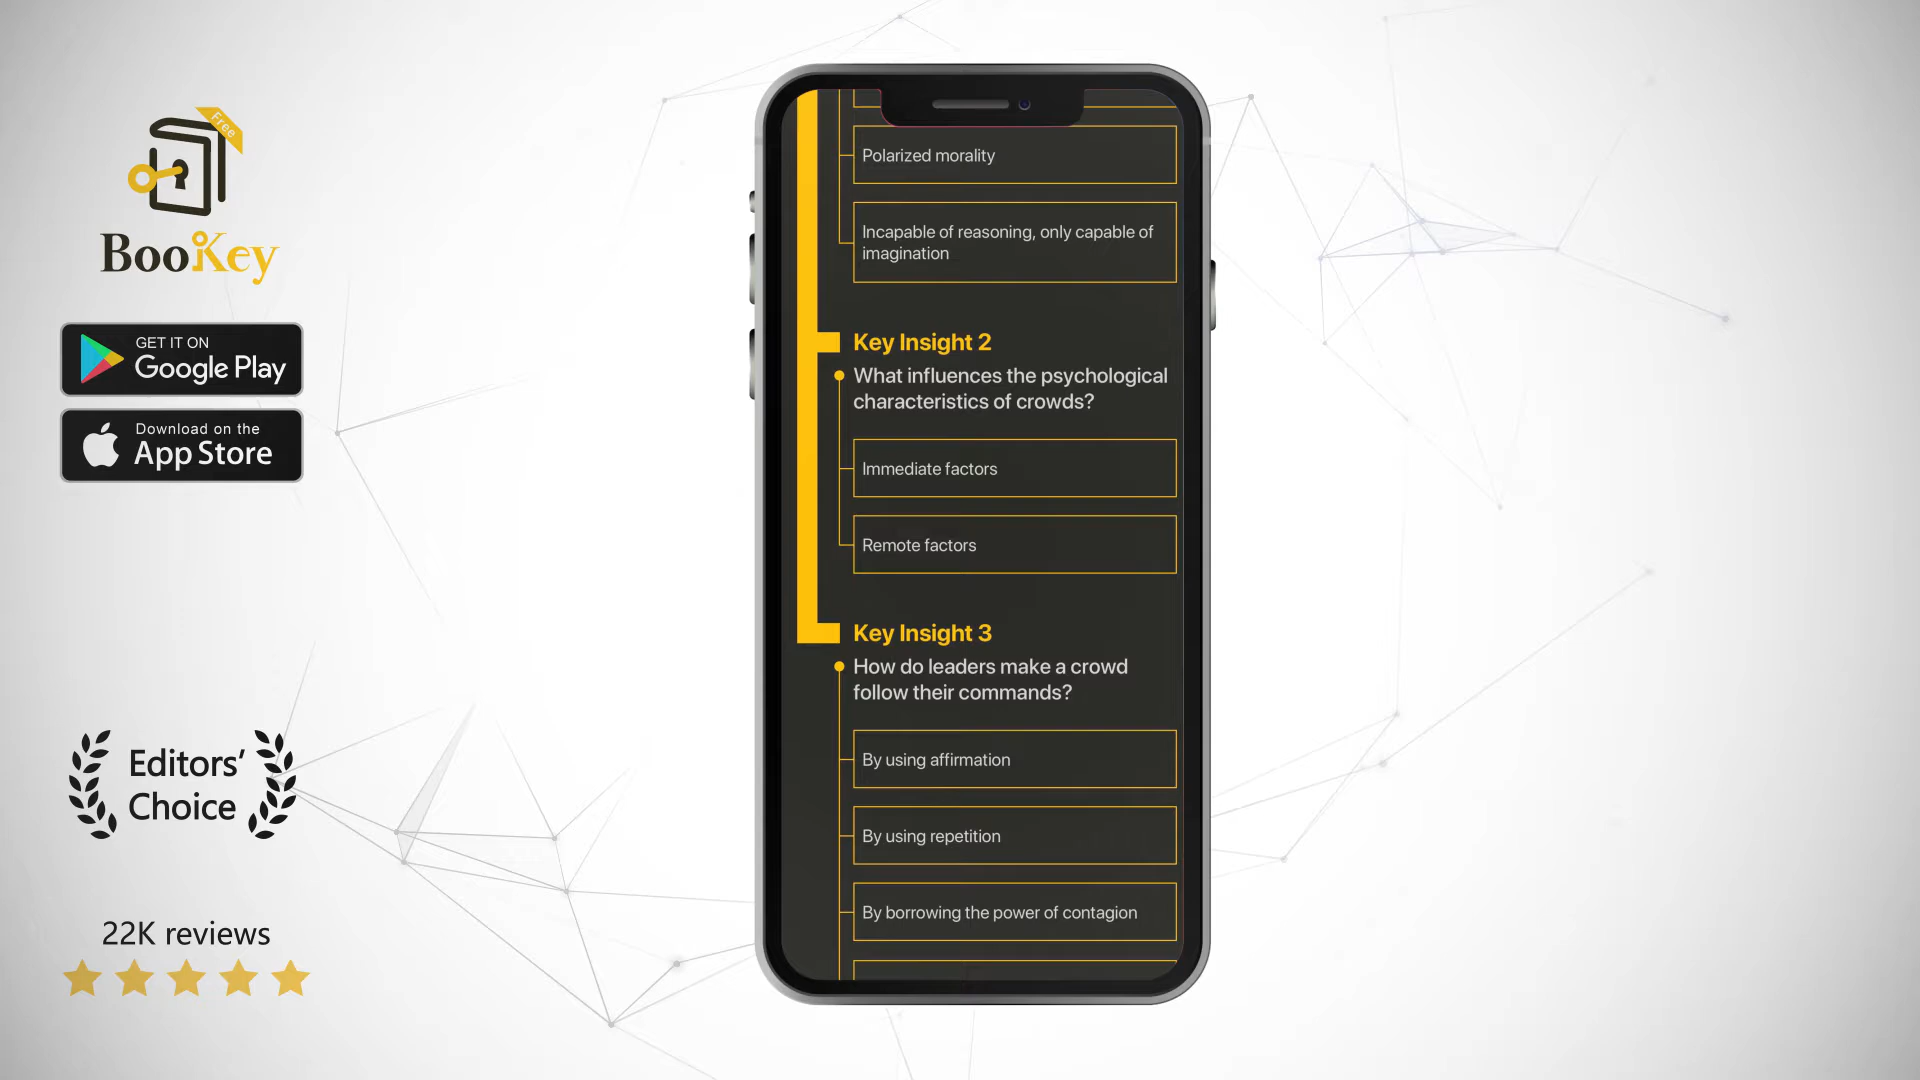 Free
BooKey
GET IT ON
Google Play
Download on the
App Store
Editors'
Choice
22K reviews
Polarized morality
Incapable of reasoning, only capable of
imagination
Key Insight 2
What influences the psychological
characteristics of crowds?
Immediate factors
Remote factors
Key Insight 3
How do leaders make a crowd
follow their commands?
By using affirmation
By using repetition
By borrowing the power of contagion